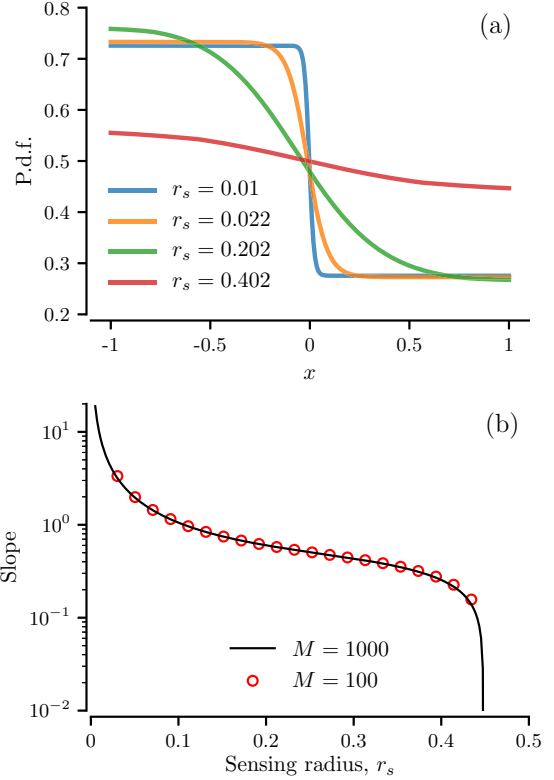 (a)
0.8
0.7
0.6
0.5
0.4
0.3
0.2
P.d.f.
r_s = 0.01
r_s = 0.022
r_s = 0.202
r_s = 0.402
-1 -0.5 0 0.5 1
x
(b)
10^1
10^0
10^{-1}
10^{-2}
Slope
M = 1000
M = 100
0 0.1 0.2 0.3 0.4 0.5
Sensing radius, r_s